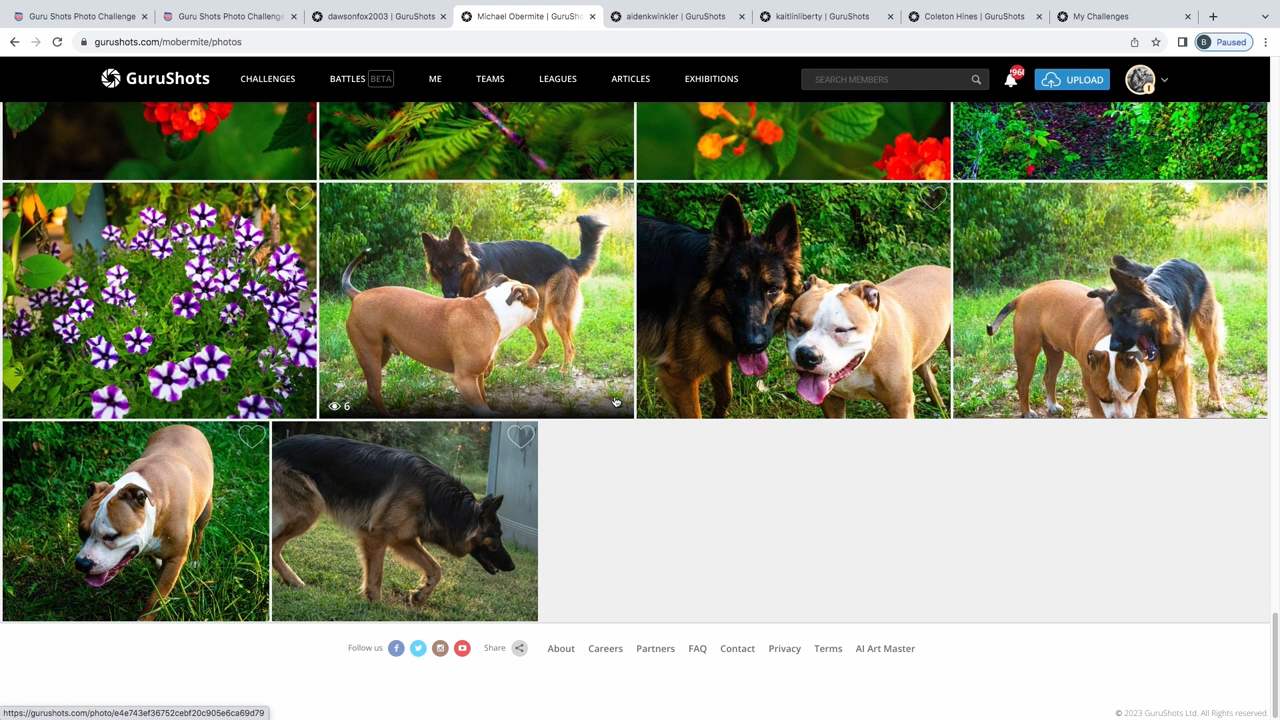 Guru Shots Photo Challenge
Guru Shots Photo Challenge
dawsonfox2003 | GuruShots
Michael Obermite | GuruSho
aidenkwinkler | GuruShots
kaitlinliberty | GuruShots
Coleton Hines | GuruShots
My Challenges
gurushots.com/mobermite/photos
B Paused
GuruShots
CHALLENGES
BATTLES BETA
ME
TEAMS
LEAGUES
ARTICLES
EXHIBITIONS
SEARCH MEMBERS
UPLOAD
6
Follow us
Share
About
Careers
Partners
FAQ
Contact
Privacy
Terms
AI Art Master
https://gurushots.com/photo/e4e743ef36752cebf20c905e6ca69d79
© 2023 GuruShots Ltd. All Rights reserved.